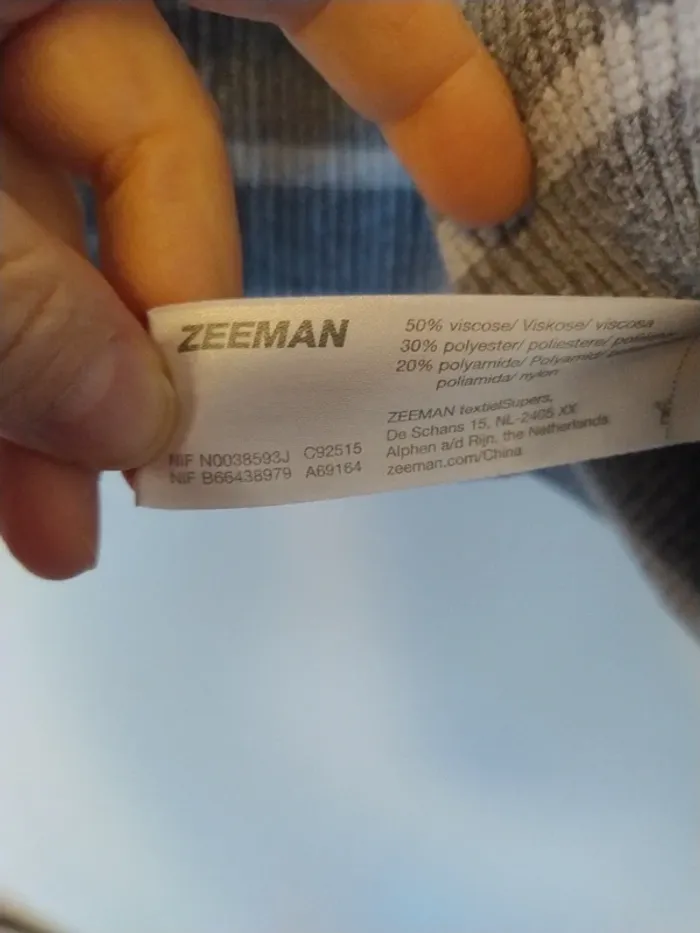 ZEEMAN
NIF N0038593J C92515
NIF B66438979 A69164
50% viscose/ Viskose/ viscosa
30% polyester/ poliestere/
20% polyamide/ Polyamid/
poliamida/ nylon
ZEEMAN textielSupers,
De Schans 15, NL-2405 XX
Alphen a/d Rijn, the Netherlands
zeeman.com/China